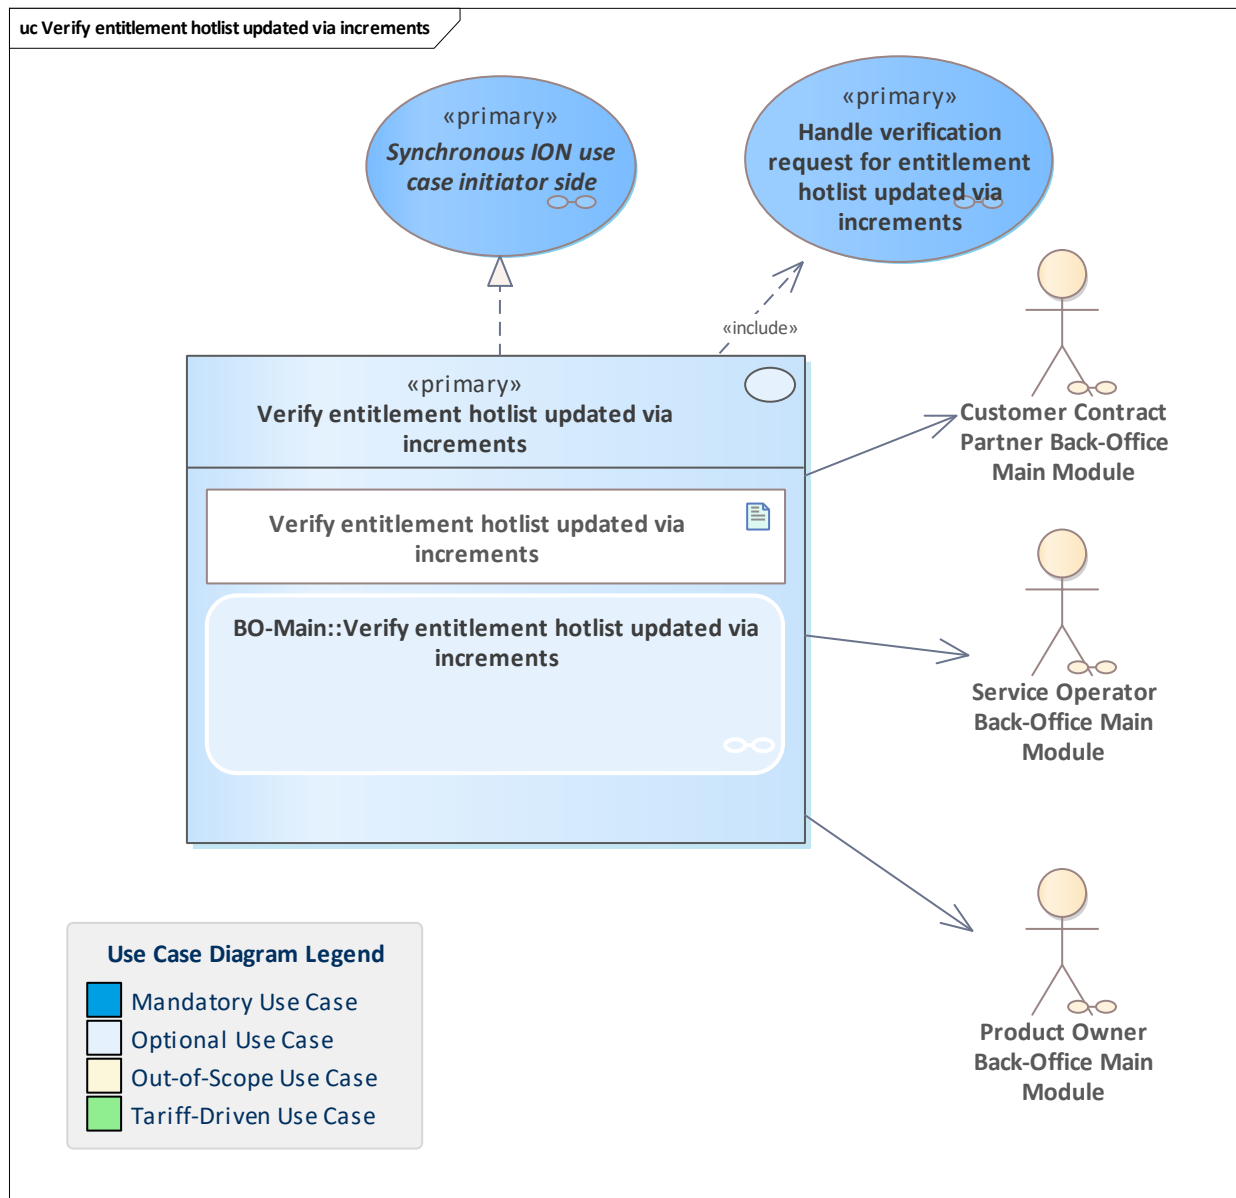 uc Verify entitlement hotlist updated via increments
«primary»
Synchronous ION use
case initiator side
«primary»
Handle verification
request for entitlement
hotlist updated via
increments
«include»
«primary»
Verify entitlement hotlist updated via
increments
Verify entitlement hotlist updated via
increments
BO-Main::Verify entitlement hotlist updated via
increments
Customer Contract
Partner Back-Office
Main Module
Service Operator
Back-Office Main
Module
Product Owner
Back-Office Main
Module
Use Case Diagram Legend
Mandatory Use Case
Optional Use Case
Out-of-Scope Use Case
Tariff-Driven Use Case